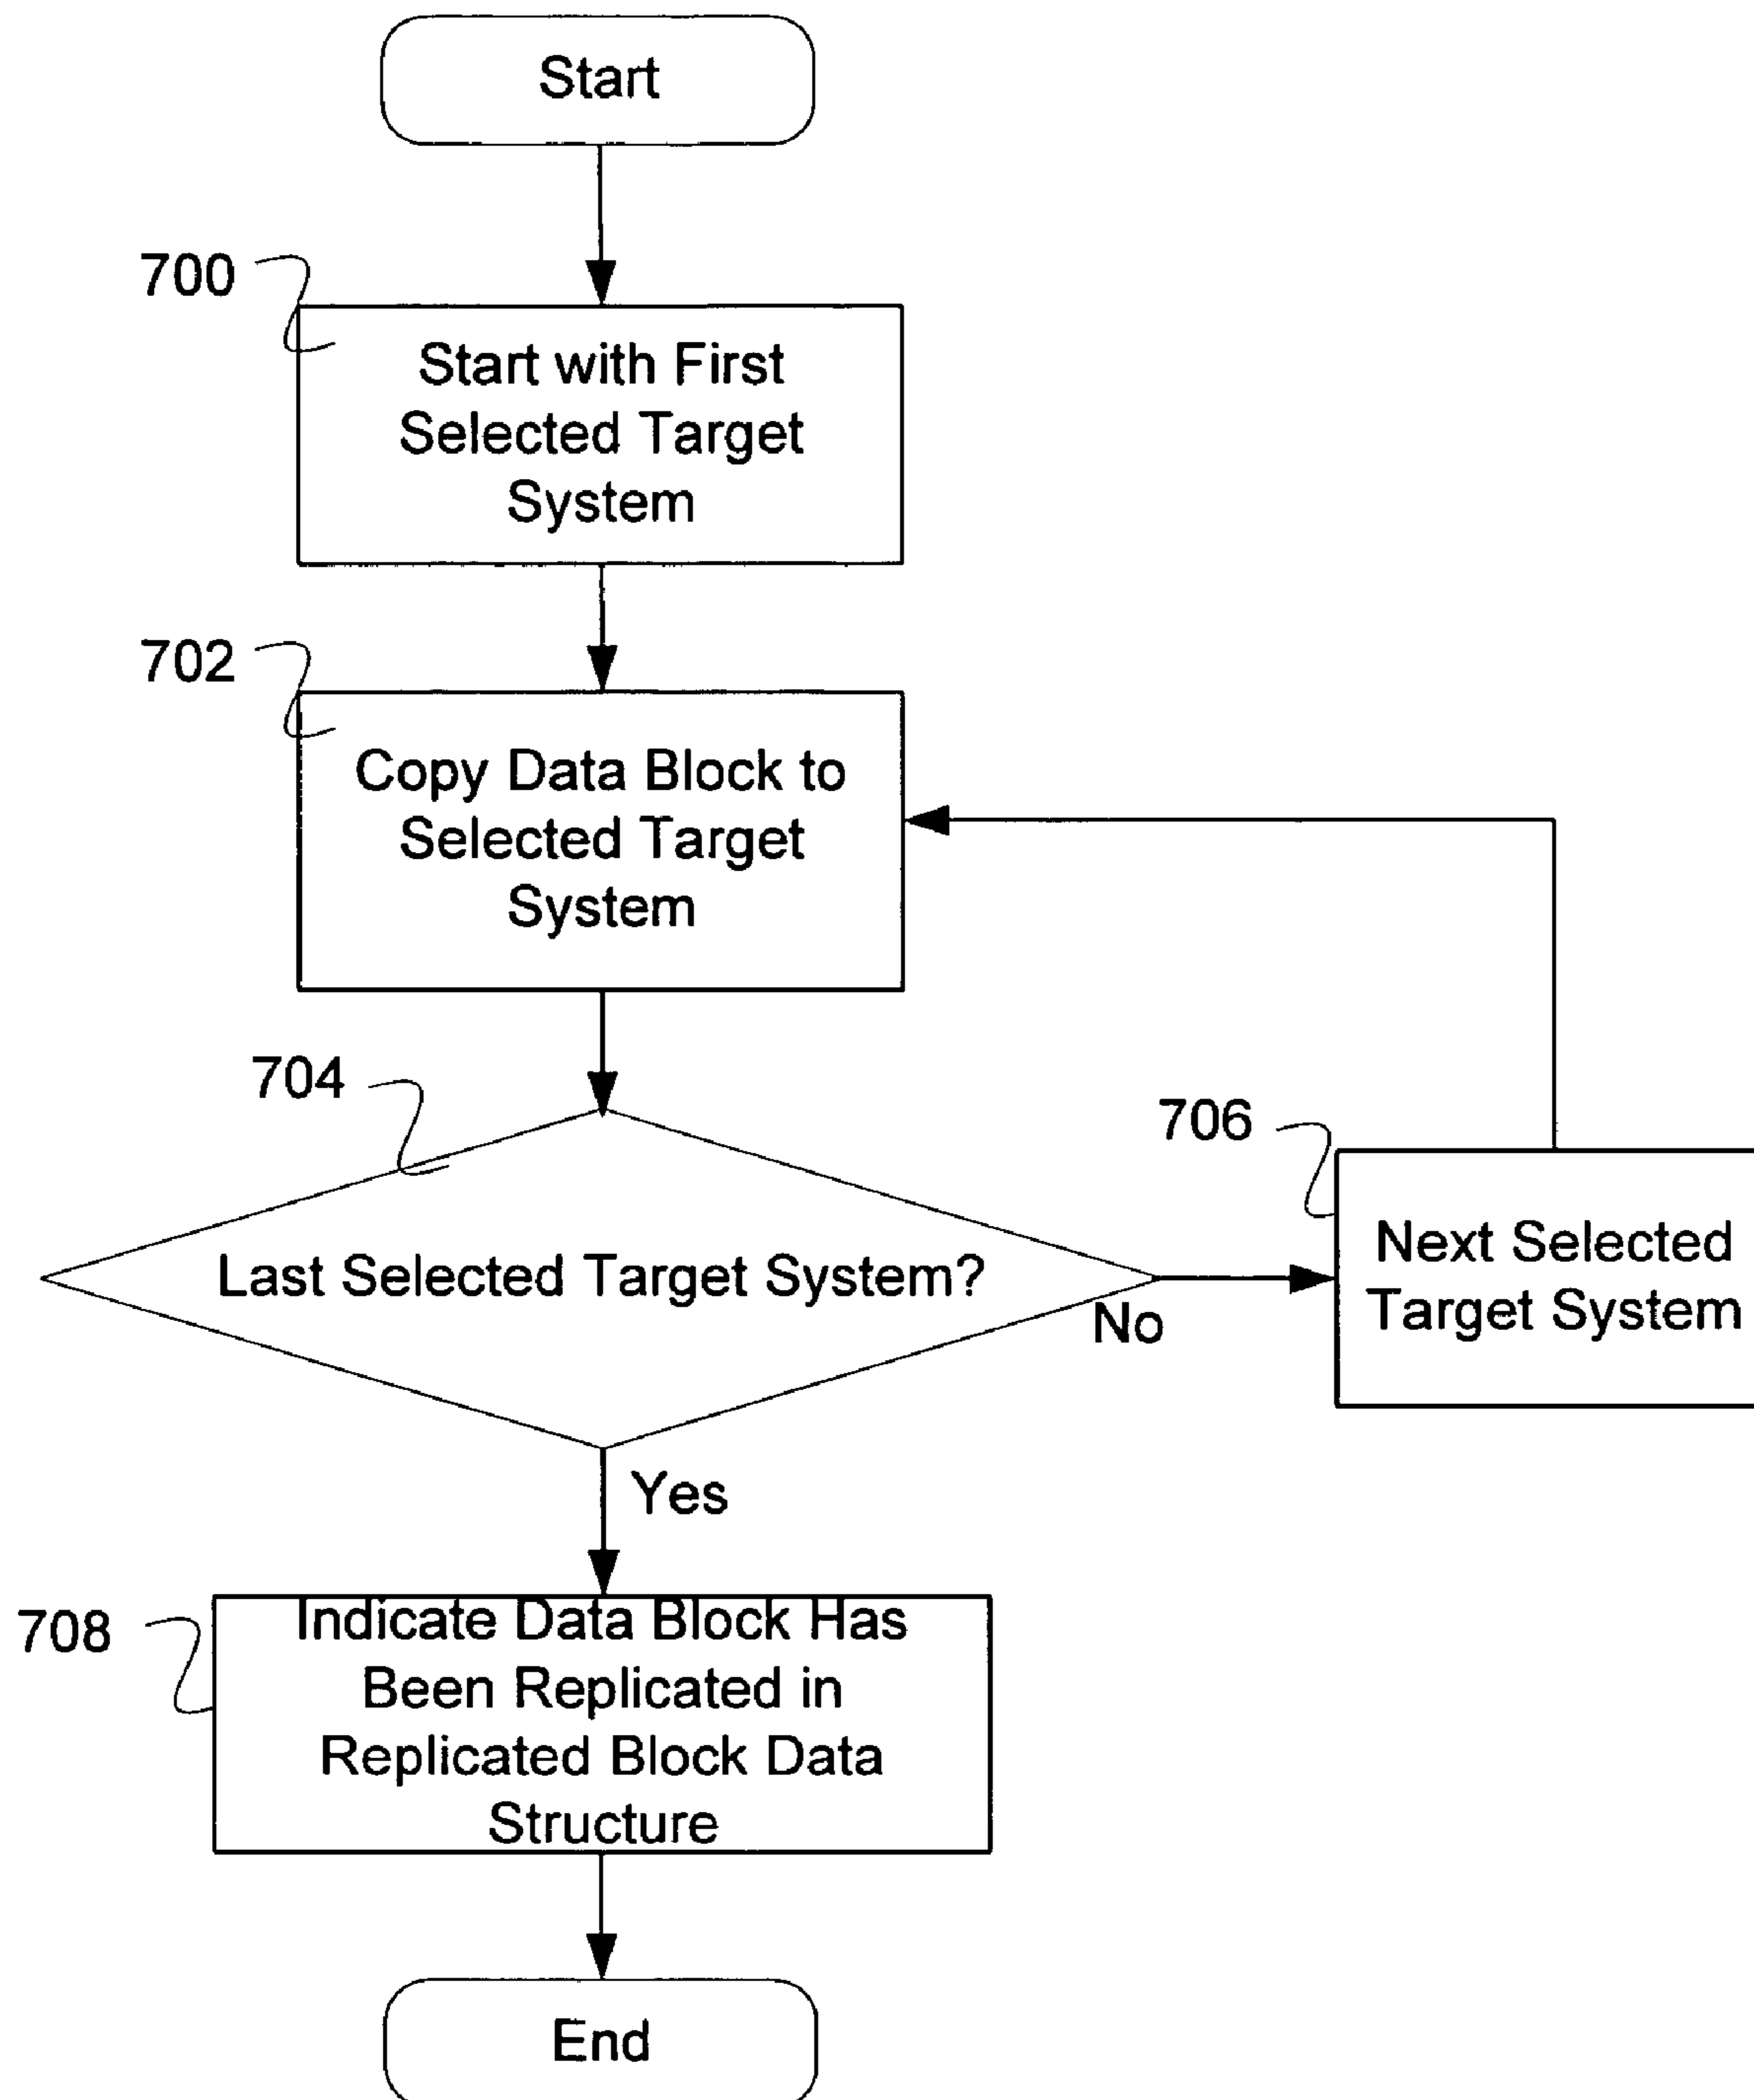 Start
700
Start with First
Selected Target
System
702
Copy Data Block to
Selected Target
System
704
Last Selected Target System?
706
Next Selected
Target System
No
Yes
708
Indicate Data Block Has
Been Replicated in
Replicated Block Data
Structure
End